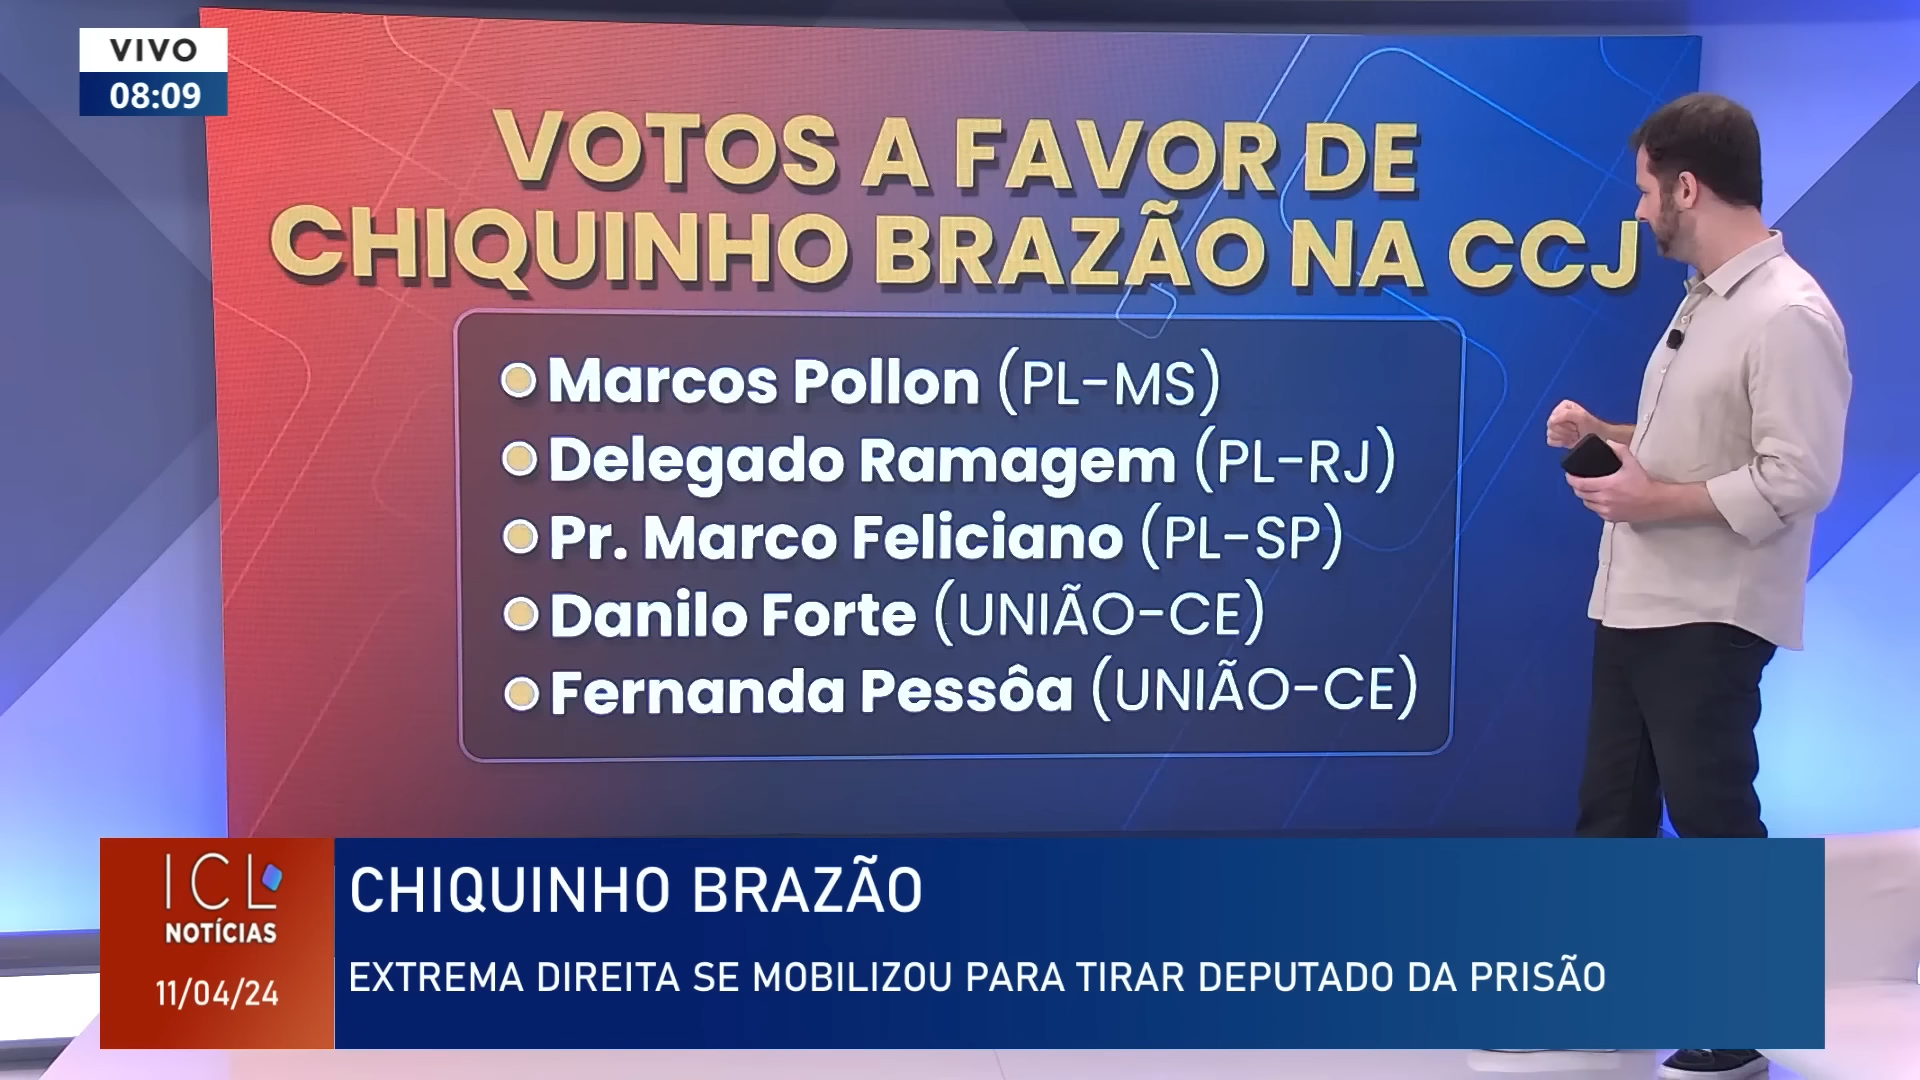 VIVO
08:09
VOTOS A FAVOR DE
CHIQUINHO BRAZÃO NA CCJ
Marcos Pollon (PL-MS)
Delegado Ramagem (PL-RJ)
Pr. Marco Feliciano (PL-SP)
Danilo Forte (UNIÃO-CE)
Fernanda Pessôa (UNIÃO-CE)
ICL
NOTÍCIAS
11/04/24
CHIQUINHO BRAZÃO
EXTREMA DIREITA SE MOBILIZOU PARA TIRAR DEPUTADO DA PRISÃO